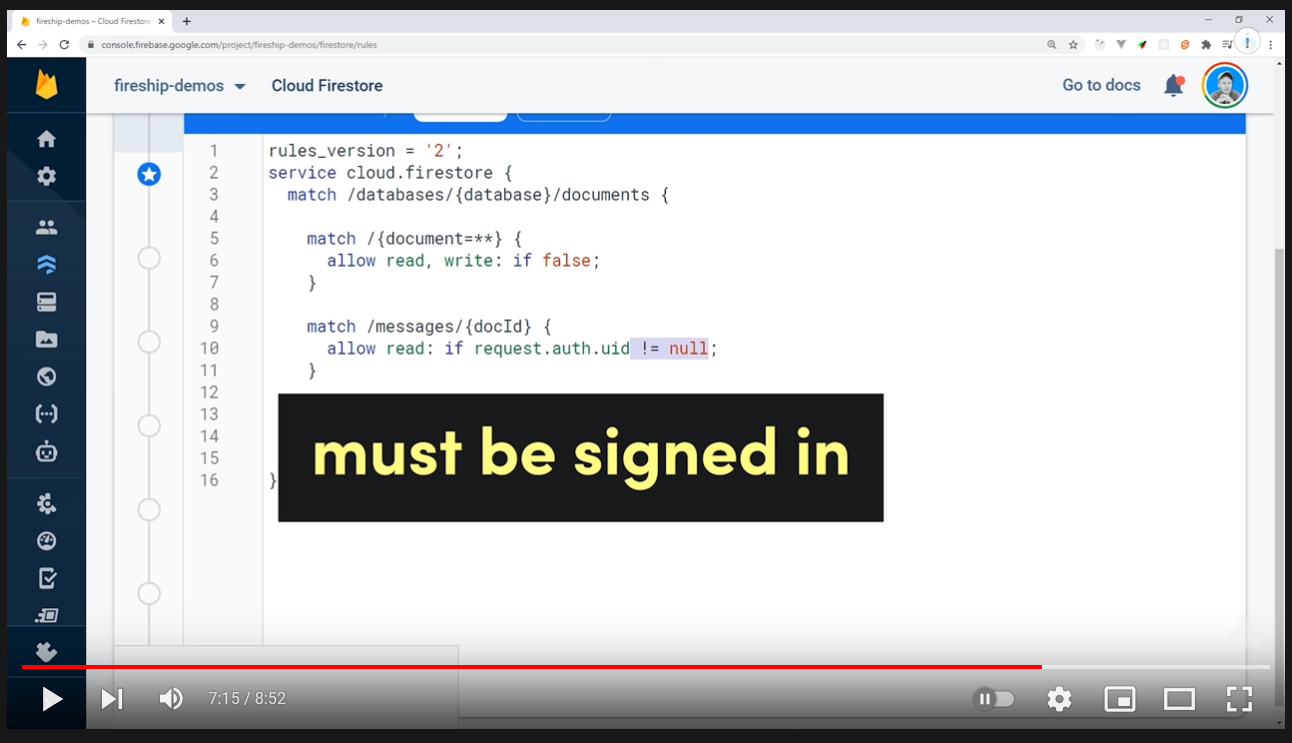 fireship-demos – Cloud Firestore
console.firebase.google.com/project/fireship-demos/firestore/rules
fireship-demos
Cloud Firestore
Go to docs
1 rules_version = '2';
2 service cloud.firestore {
3 match /databases/{database}/documents {
4
5 match /{document=**} {
6 allow read, write: if false;
7 }
8
9 match /messages/{docId} {
10 allow read: if request.auth.uid != null;
11 }
12
13
14
15
16 }
must be signed in
7:15 / 8:52